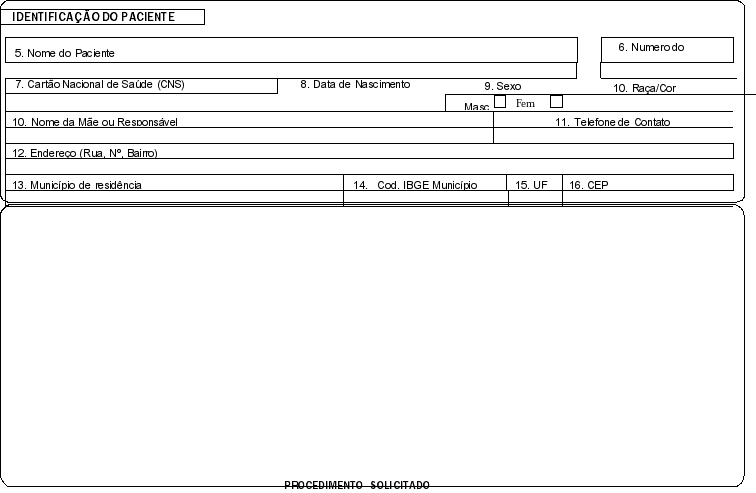 IDENTIFICAÇÃO DO PACIENTE
5. Nome do Paciente
6. Numero do
7. Cartão Nacional de Saúde (CNS)
8. Data de Nascimento
9. Sexo
10. Raça/Cor
Masc Fem
10. Nome da Mãe ou Responsável
11. Telefone de Contato
12. Endereço (Rua, Nº, Bairro)
13. Município de residência
14. Cod. IBGE Município
15. UF
16. CEP
PROCEDIMENTO SOLICITADO